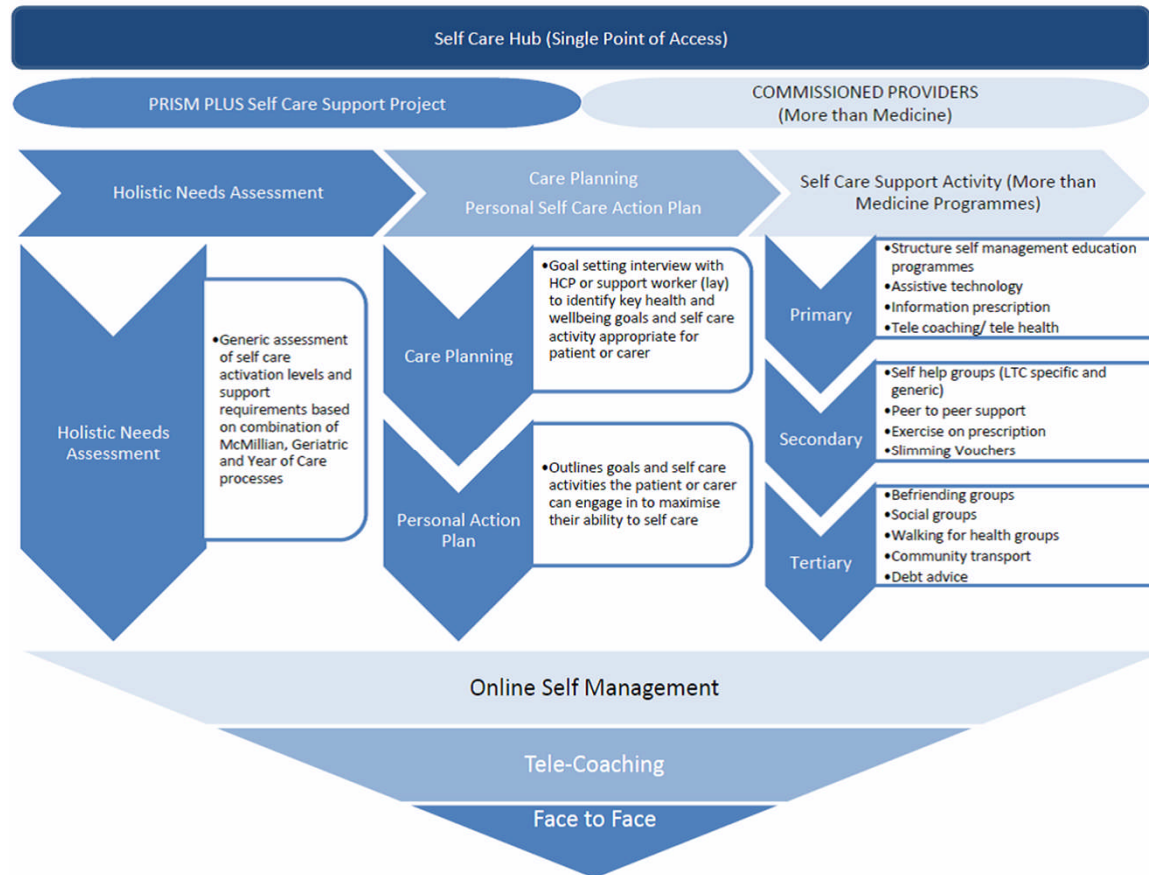 Self Care Hub (Single Point of Access)
PRISM PLUS Self Care Support Project
COMMISSIONED PROVIDERS
(More than Medicine)
Holistic Needs Assessment
Care Planning
Personal Self Care Action Plan
Self Care Support Activity (More than
Medicine Programmes)
Holistic Needs
Assessment
•Generic assessment
of self care
activation levels and
support
requirements based
on combination of
McMillian, Geriatric
and Year of Care
processes
Care Planning
•Goal setting interview with
HCP or support worker (lay)
to identify key health and
wellbeing goals and self care
activity appropriate for
patient or carer
Personal Action
Plan
•Outlines goals and self care
activities the patient or carer
can engage in to maximise
their ability to self care
Primary
•Structure self management education
programmes
•Assistive technology
•Information prescription
•Tele coaching/ tele health
Secondary
•Self help groups (LTC specific and
generic)
•Peer to peer support
•Exercise on prescription
•Slimming Vouchers
Tertiary
•Befriending groups
•Social groups
•Walking for health groups
•Community transport
•Debt advice
Online Self Management
Tele-Coaching
Face to Face